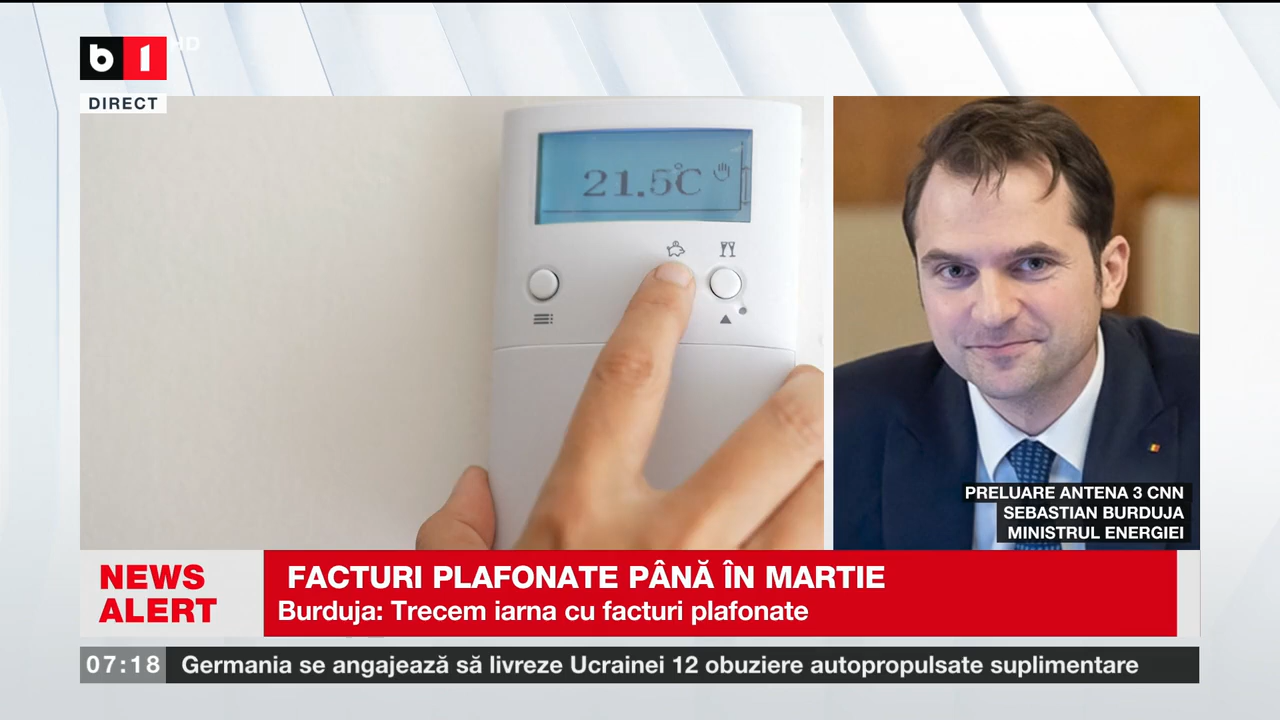 b 1
HD
DIRECT
21.5°C
PRELUARE ANTENA 3 CNN
SEBASTIAN BURDUJA
MINISTRUL ENERGIEI
NEWS
ALERT
FACTURI PLAFONATE PÂNĂ ÎN MARTIE
Burduja: Trecem iarna cu facturi plafonate
07:18 Germania se angajează să livreze Ucrainei 12 obuziere autopropulsate suplimentare